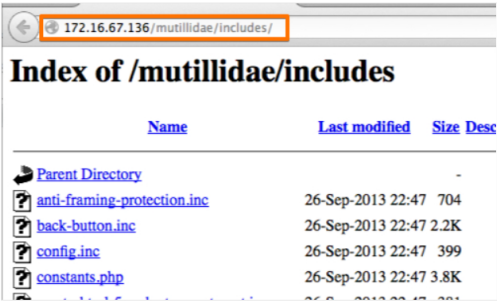 172.16.67.136/mutillidae/includes/
Index of /mutillidae/includes
Name Last modified Size Desc
Parent Directory -
anti-framing-protection.inc 26-Sep-2013 22:47 704
back-button.inc 26-Sep-2013 22:47 2.2K
config.inc 26-Sep-2013 22:47 399
constants.php 26-Sep-2013 22:47 3.8K